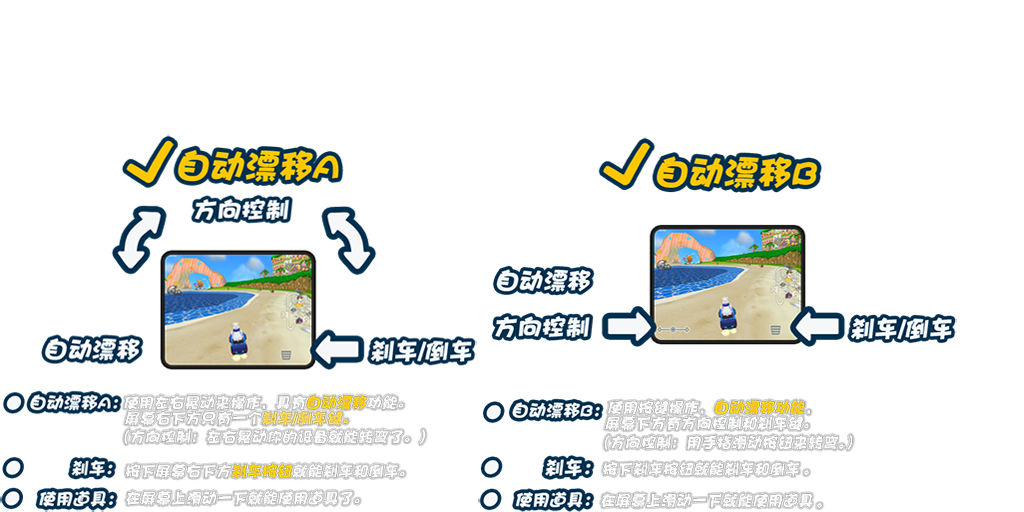 自动漂移A
方向控制
自动漂移
刹车/倒车
自动漂移A:
使用左右晃动来操作，具有自动漂移功能。
屏幕右下方只有一个刹车/倒车键。
(方向控制：左右晃动你的设备就能转弯了。)
刹车:
按下屏幕右下方刹车按钮就能刹车和倒车。
使用道具:
在屏幕上滑动一下就能使用道具了。
自动漂移B
自动漂移
方向控制
刹车/倒车
自动漂移B:
使用按键操作，自动漂移功能，
屏幕下方有方向控制和刹车键。
(方向控制：用手指滑动按钮来转弯。)
刹车:
按下刹车按钮就能刹车和倒车。
使用道具:
在屏幕上滑动一下就能使用道具。